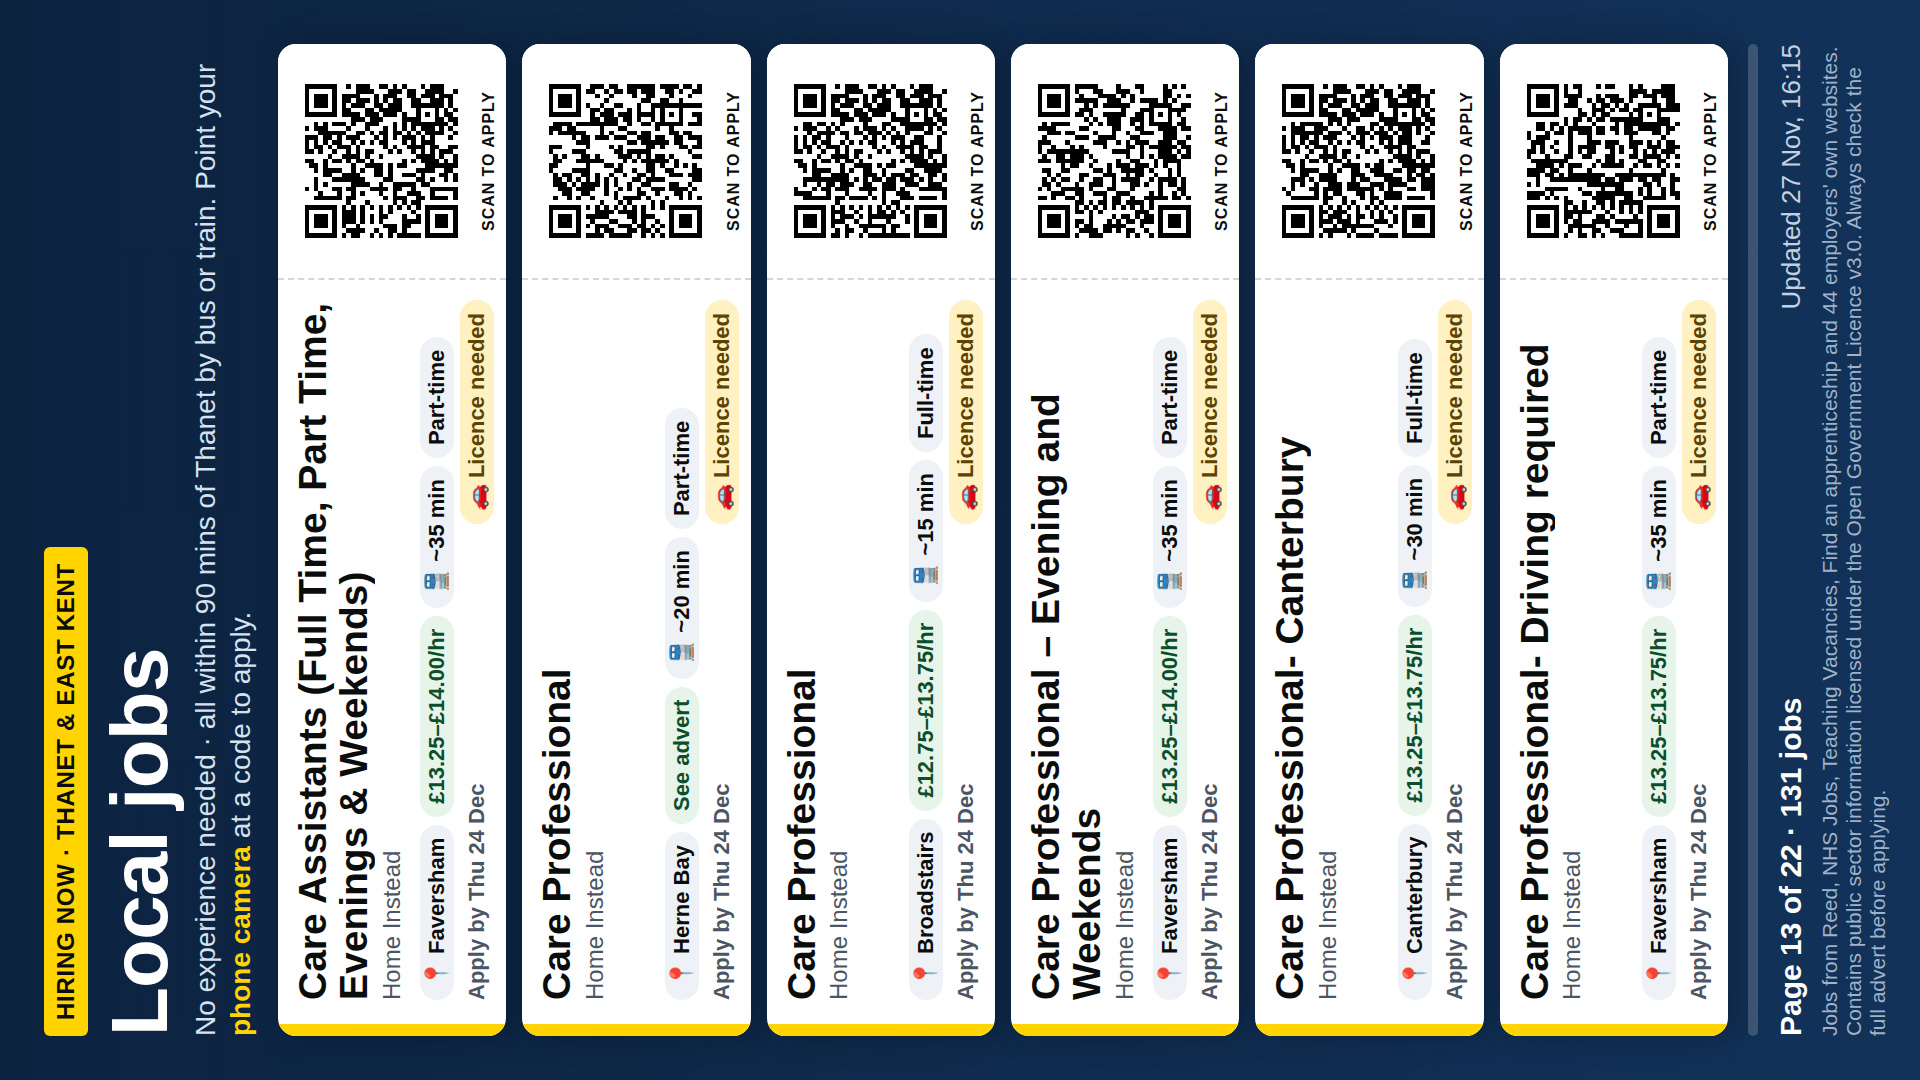 HIRING NOW · THANET & EAST KENT
Local jobs
No experience needed · all within 90 mins of Thanet by bus or train. Point your
phone camera at a code to apply.
Care Assistants (Full Time, Part Time,
Evenings & Weekends)
Home Instead
Faversham
£13.25–£14.00/hr
~35 min
Part-time
Apply by Thu 24 Dec
Licence needed
SCAN TO APPLY
Care Professional
Home Instead
Herne Bay
See advert
~20 min
Part-time
Apply by Thu 24 Dec
Licence needed
SCAN TO APPLY
Care Professional
Home Instead
Broadstairs
£12.75–£13.75/hr
~15 min
Full-time
Apply by Thu 24 Dec
Licence needed
SCAN TO APPLY
Care Professional – Evening and
Weekends
Home Instead
Faversham
£13.25–£14.00/hr
~35 min
Part-time
Apply by Thu 24 Dec
Licence needed
SCAN TO APPLY
Care Professional- Canterbury
Home Instead
Canterbury
£13.25–£13.75/hr
~30 min
Full-time
Apply by Thu 24 Dec
Licence needed
SCAN TO APPLY
Care Professional- Driving required
Home Instead
Faversham
£13.25–£13.75/hr
~35 min
Part-time
Apply by Thu 24 Dec
Licence needed
SCAN TO APPLY
Page 13 of 22 · 131 jobs
Updated 27 Nov, 16:15
Jobs from Reed, NHS Jobs, Teaching Vacancies, Find an apprenticeship and 44 employers' own websites.
Contains public sector information licensed under the Open Government Licence v3.0. Always check the
full advert before applying.